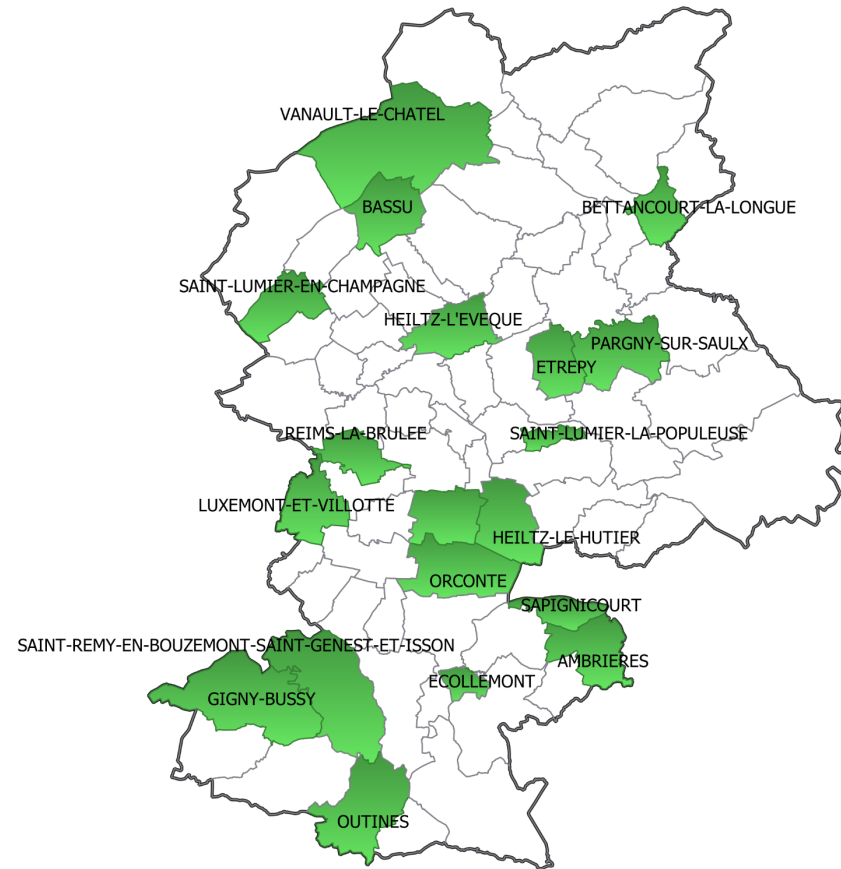 VANAULT-LE-CHATEL
BASSU
BETTANCOURT-LA-LONGUE
SAINT-LUMIER-EN-CHAMPAGNE
HEILTZ-L'EVEQUE
PARGNY-SUR-SAULX
ETREPY
REIMS-LA-BRULEE
SAINT-LUMIER-LA-POPULEUSE
LUXEMONT-ET-VILLOTTE
HEILTZ-LE-HUTIER
ORCONTE
SAPIGNICOURT
SAINT-REMY-EN-BOUZEMONT-SAINT-GENEST-ET-ISSON
AMBRIERES
ECOLLEMONT
GIGNY-BUSSY
OUTINES